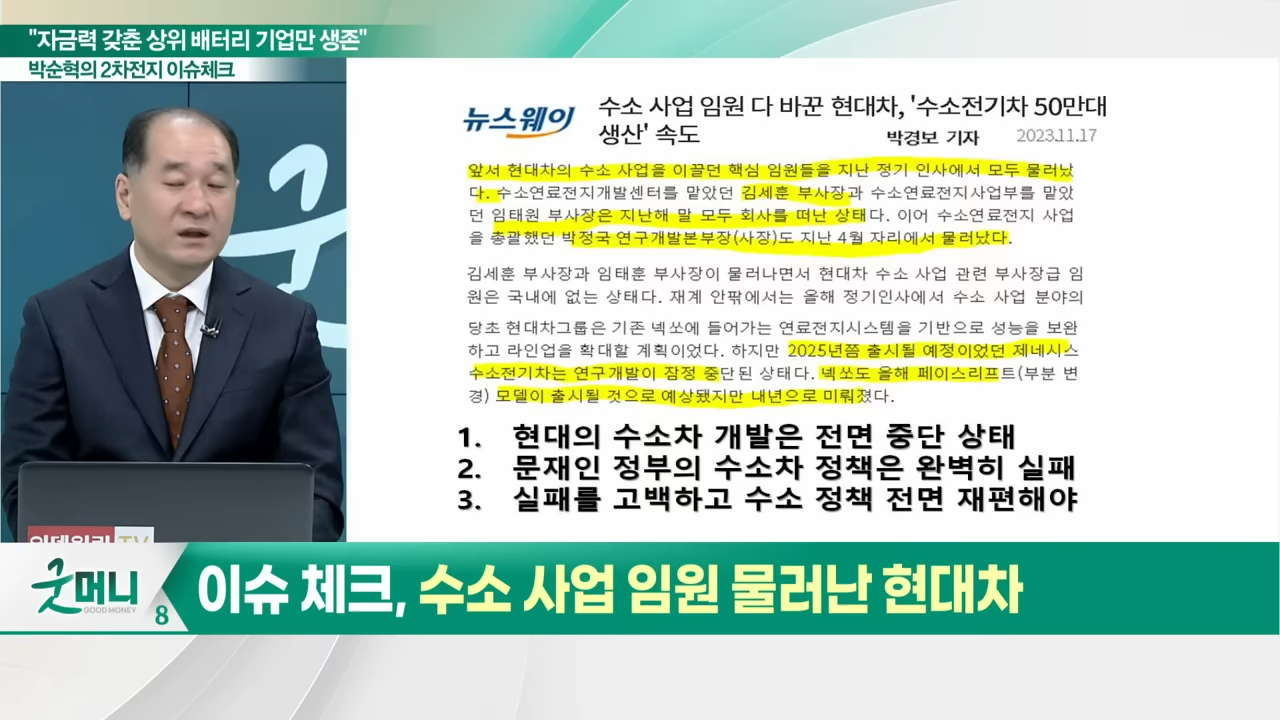 "자금력 갖춘 상위 배터리 기업만 생존"
박순혁의 2차전지 이슈체크
뉴스웨이
수소 사업 임원 다 바꾼 현대차, '수소전기차 50만대
생산' 속도
박경보 기자 2023.11.17
앞서 현대차의 수소 사업을 이끌던 핵심 임원들을 지난 정기 인사에서 모두 물러났
다. 수소연료전지개발센터를 맡았던 김세훈 부사장과 수소연료전지사업부를 맡았
던 임태원 부사장은 지난해 말 모두 회사를 떠난 상태다. 이어 수소연료전지 사업
을 총괄했던 박정국 연구개발본부장(사장)도 지난 4월 자리에서 물러났다.
김세훈 부사장과 임태훈 부사장이 물러나면서 현대차 수소 사업 관련 부사장급 임
원은 국내에 없는 상태다. 재계 안팎에서는 올해 정기인사에서 수소 사업 분야의
당초 현대차그룹은 기존 넥쏘에 들어가는 연료전지시스템을 기반으로 성능을 보완
하고 라인업을 확대할 계획이었다. 하지만 2025년쯤 출시될 예정이었던 제네시스
수소전기차는 연구개발이 잠정 중단된 상태다. 넥쏘도 올해 페이스리프트(부분 변
경) 모델이 출시될 것으로 예상됐지만 내년으로 미뤄졌다.
1. 현대의 수소차 개발은 전면 중단 상태
2. 문재인 정부의 수소차 정책은 완벽히 실패
3. 실패를 고백하고 수소 정책 전면 재편해야
이데일리 TV
굿머니
GOOD MONEY
8
이슈 체크, 수소 사업 임원 물러난 현대차